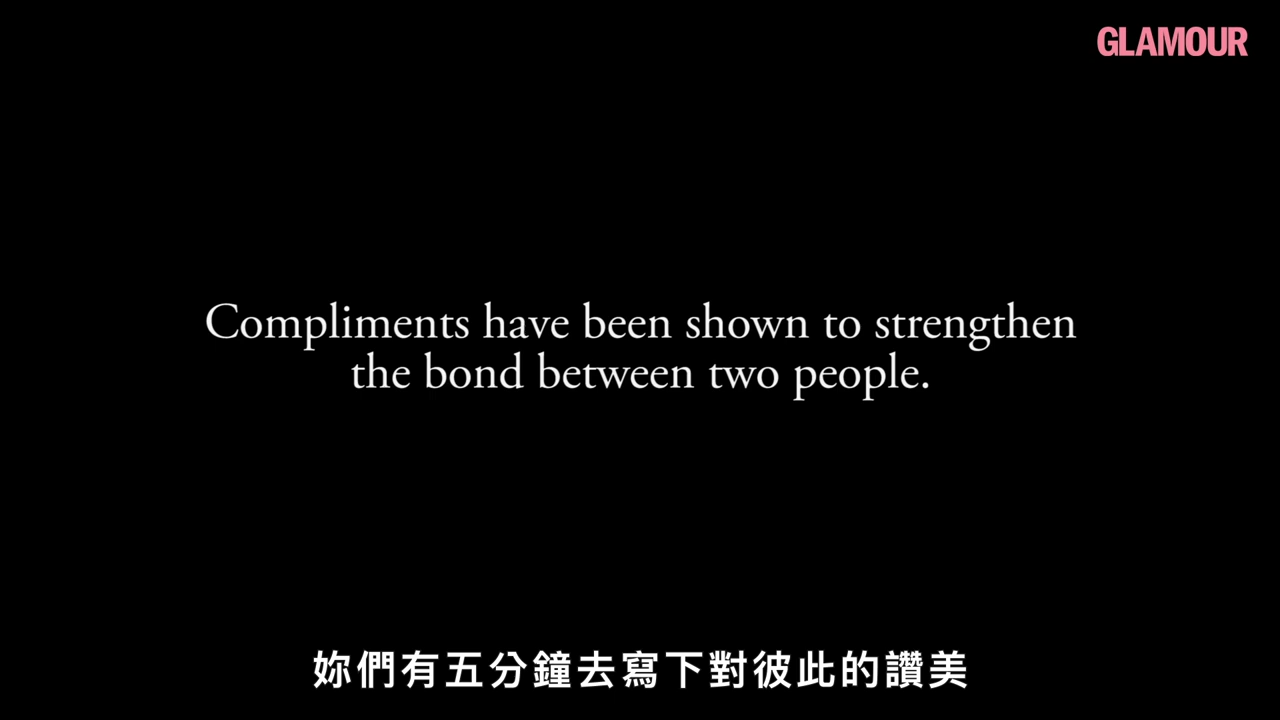 GLAMOUR
Compliments have been shown to strengthen
the bond between two people.
妳們有五分鐘去寫下對彼此的讚美